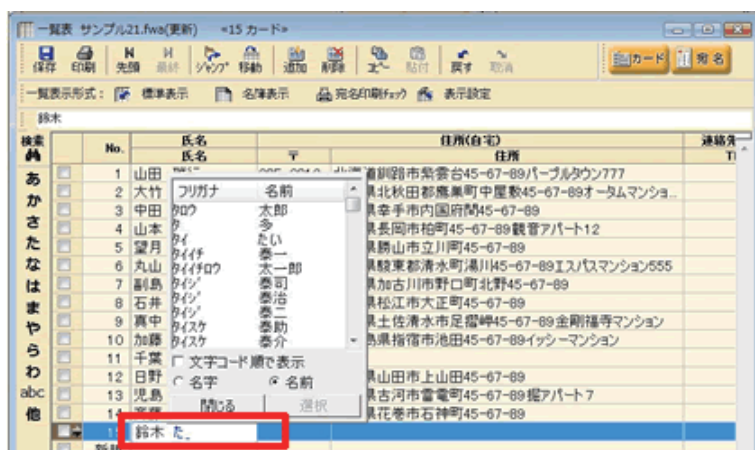 一覧表 サンプル21.fwa(更新) <15 カード>
保存 印刷 先頭 最終 ジャンプ 移動 追加 削除 コピー 貼付 戻す 取消 カード 宛名
一覧表示形式: 標準表示 名簿表示 宛名印刷チェック 表示設定
鈴木
検索 No. 氏名 住所(自宅) 連絡先
氏名 〒 住所
あ
か
さ
た
な
は
ま
や
ら
わ
abc
他
1 山田 道釧路市紫雲台45-67-89パープルタウン777
2 大竹 県北秋田郡鷹巣町中屋敷45-67-89オータムマンショ...
3 中田 県幸手市内国府間45-67-89
4 山本 県長岡市柏町45-67-89観音アパート12
5 望月 県勝山市立川町45-67-89
6 丸山 県駿東郡清水町湯川45-67-89エスパスマンション555
7 副島 県加古川市野口町北野45-67-89
8 石井 県松江市大正町45-67-89
9 真中 県土佐清水市足摺岬45-67-89金剛福寺マンション
10 加藤 島県指宿市池田45-67-89イッシーマンション
11 千葉
12 日野 県山田市上山田45-67-89
13 児島 県古河市雷電町45-67-89堀アパート7
14 県花巻市石神町45-67-89
鈴木 た
フリガナ 名前
タロウ 太郎
タ 多
タイ たい
タイイチ 泰一
タイイチロウ 太一郎
タイジ 泰司
タイジ 泰治
タイジ 泰二
タイスケ 泰助
タイスケ 泰介
文字コード順で表示
名字 名前
閉じる 選択